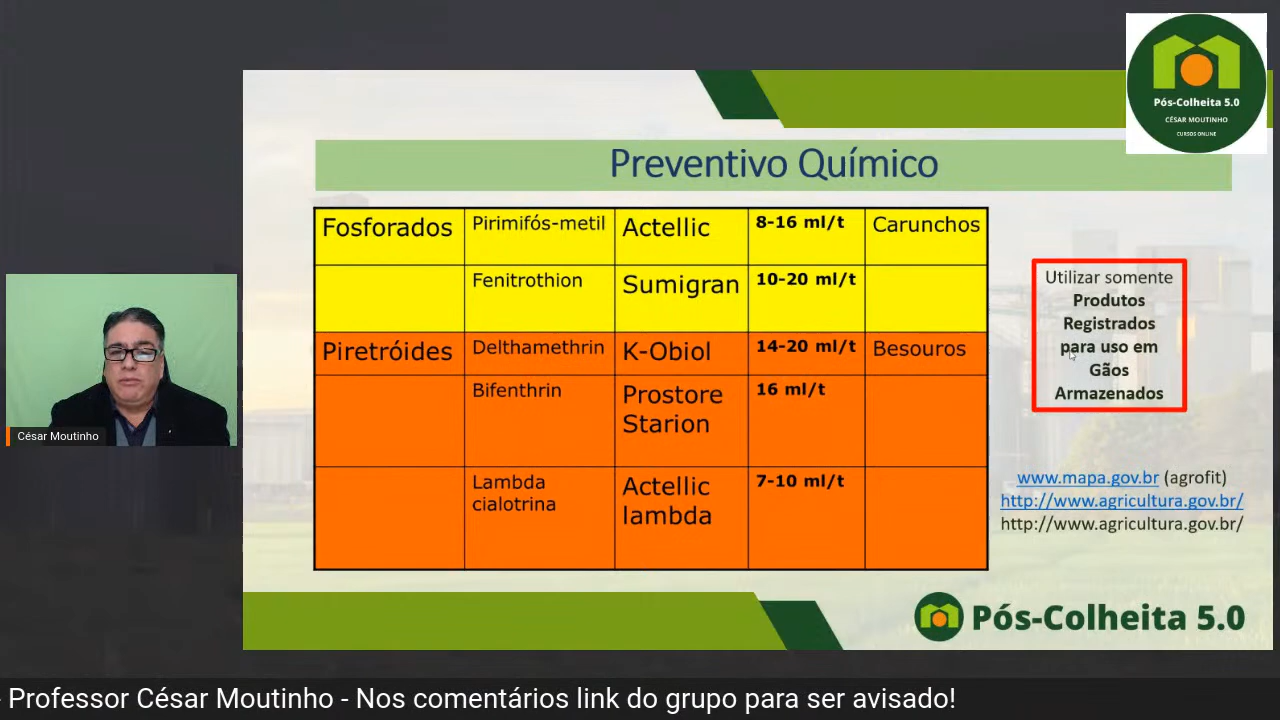 Pós-Colheita 5.0
CÉSAR MOUTINHO
CURSOS ONLINE
Preventivo Químico
Fosforados Pirimifós-metil Actellic 8-16 ml/t Carunchos
Fenitrothion Sumigran 10-20 ml/t
Piretróides Delthamethrin K-Obiol 14-20 ml/t Besouros
Bifenthrin Prostore 16 ml/t
Starion
Lambda Actellic 7-10 ml/t
cialotrina lambda
Utilizar somente
Produtos
Registrados
para uso em
Gãos
Armazenados
www.mapa.gov.br (agrofit)
http://www.agricultura.gov.br/
http://www.agricultura.gov.br/
César Moutinho
Pós-Colheita 5.0
Professor César Moutinho - Nos comentários link do grupo para ser avisado!